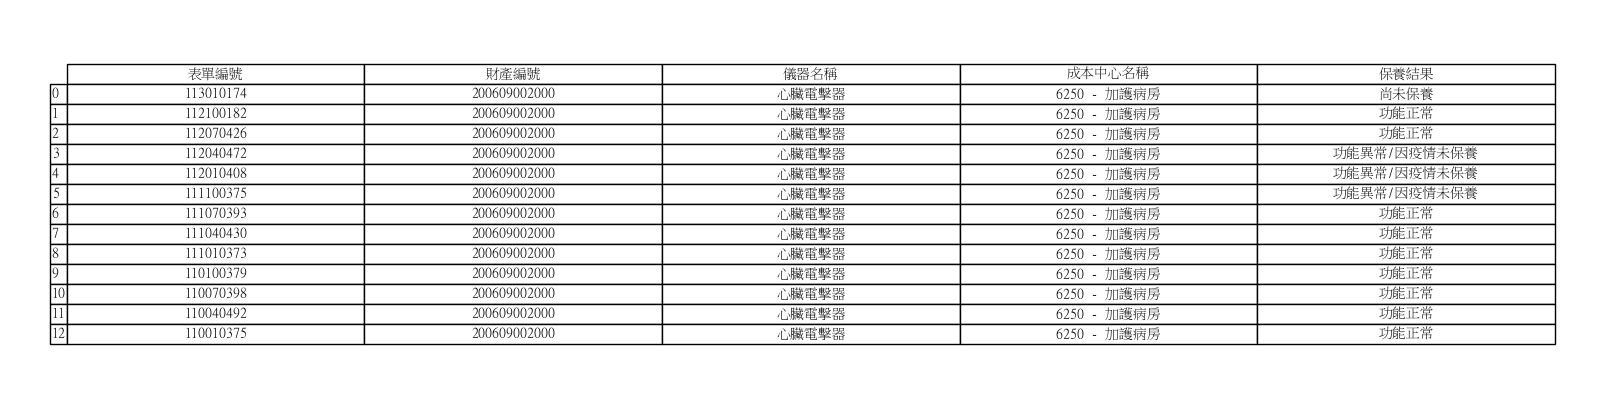 表單編號 財產編號 儀器名稱 成本中心名稱 保養結果
0 113010174 200609002000 心臟電擊器 6250 - 加護病房 尚未保養
1 112100182 200609002000 心臟電擊器 6250 - 加護病房 功能正常
2 112070426 200609002000 心臟電擊器 6250 - 加護病房 功能正常
3 112040472 200609002000 心臟電擊器 6250 - 加護病房 功能異常/因疫情未保養
4 112010408 200609002000 心臟電擊器 6250 - 加護病房 功能異常/因疫情未保養
5 111100375 200609002000 心臟電擊器 6250 - 加護病房 功能異常/因疫情未保養
6 111070393 200609002000 心臟電擊器 6250 - 加護病房 功能正常
7 111040430 200609002000 心臟電擊器 6250 - 加護病房 功能正常
8 111010373 200609002000 心臟電擊器 6250 - 加護病房 功能正常
9 110100379 200609002000 心臟電擊器 6250 - 加護病房 功能正常
10 110070398 200609002000 心臟電擊器 6250 - 加護病房 功能正常
11 110040492 200609002000 心臟電擊器 6250 - 加護病房 功能正常
12 110010375 200609002000 心臟電擊器 6250 - 加護病房 功能正常